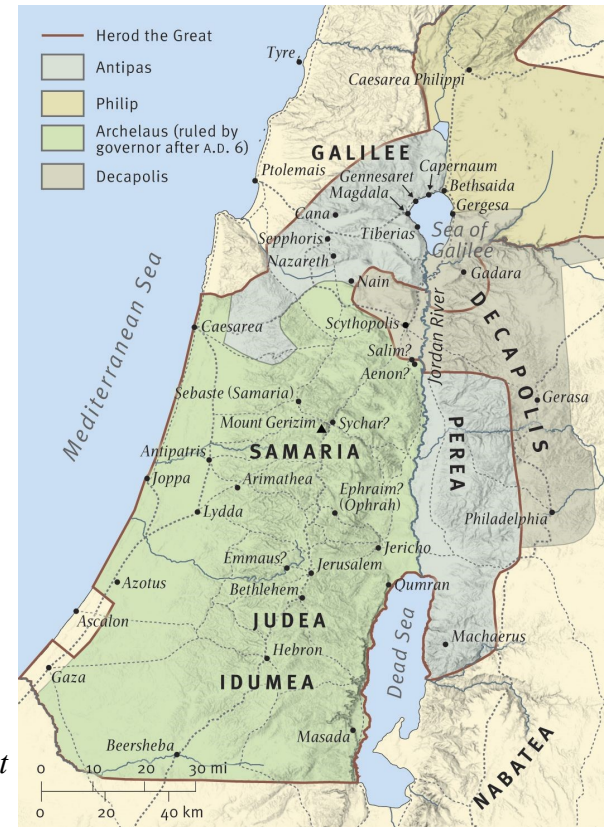 Herod the Great
Antipas
Philip
Archelaus (ruled by
governor after A.D. 6)
Decapolis
Tyre
Caesarea Philippi
GALILEE
Capernaum
Gennesaret
Bethsaida
Magdala
Ptolemais
Gergesa
Cana
Tiberias
Sea of
Galilee
Sepphoris
Nazareth
Gadara
Nain
Mediterranean Sea
Caesarea
Scythopolis
Jordan River
DECAPOLIS
Salim?
Aenon?
Sebaste (Samaria)
Gerasa
Mount Gerizim
Sychar?
PEREA
SAMARIA
Antipatris
Joppa
Arimathea
Ephraim?
(Ophrah)
Lydda
Philadelphia
Jericho
Emmaus?
Jerusalem
Azotus
Bethlehem
Qumran
Ascalon
JUDEA
Dead Sea
Machaerus
Hebron
Gaza
IDUMEA
Masada
Beersheba
NABATEA
t
0 10 20 30 mi
0 20 40 km